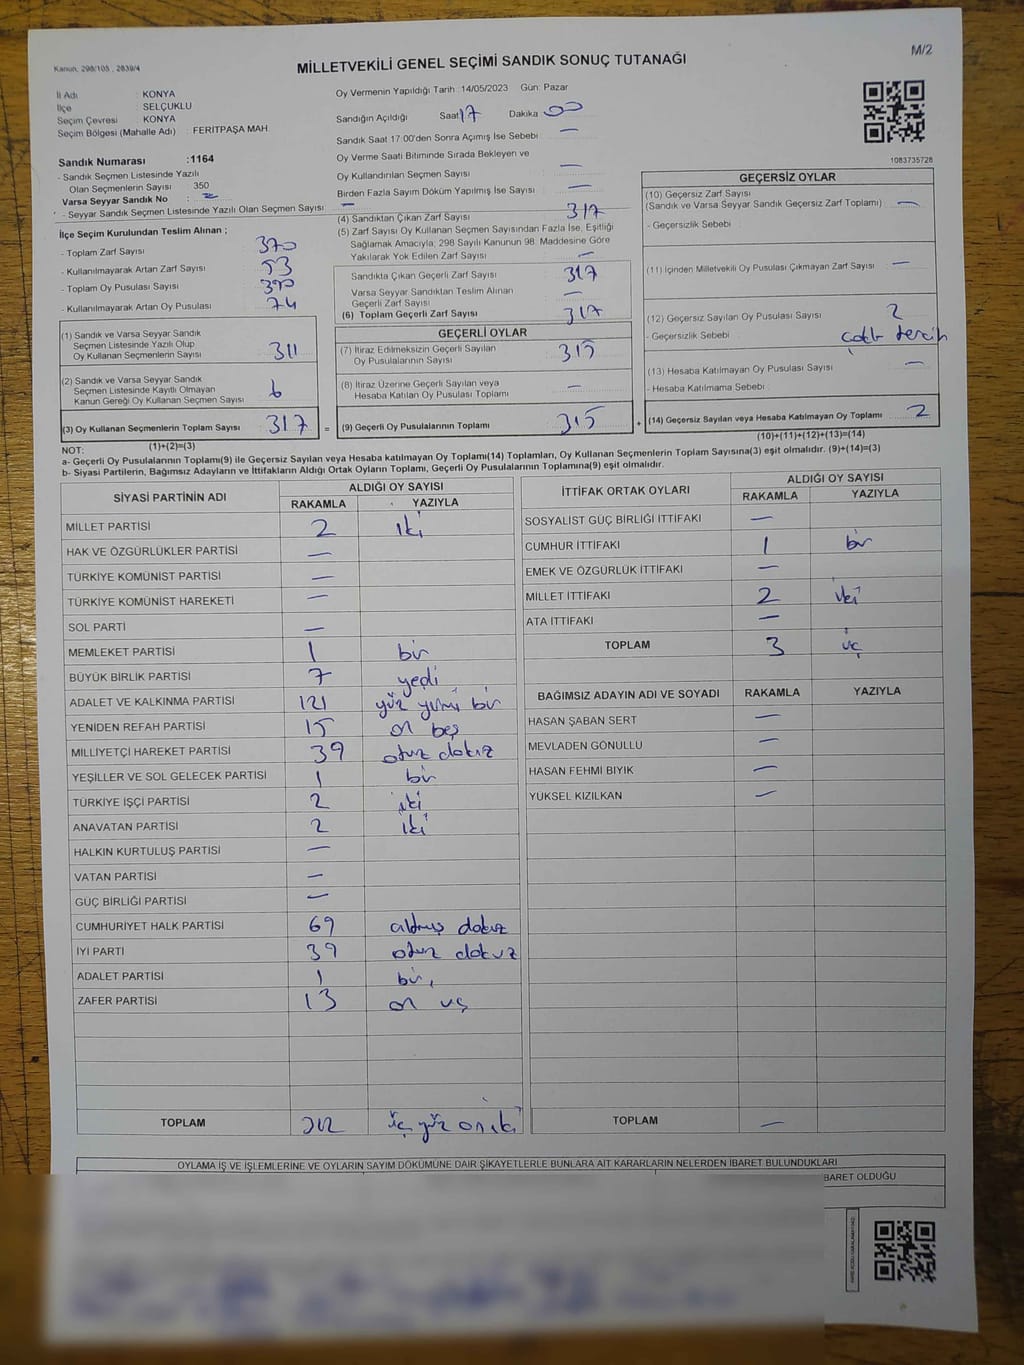 Kanun, 298/105 , 2839/4
M/2
MİLLETVEKİLİ GENEL SEÇİMİ SANDIK SONUÇ TUTANAĞI
İl Adı : KONYA
İlçe : SELÇUKLU
Seçim Çevresi : KONYA
Seçim Bölgesi (Mahalle Adı) : FERİTPAŞA MAH
Sandık Numarası :1164
- Sandık Seçmen Listesinde Yazılı
Olan Seçmenlerin Sayısı 350
Varsa Seyyar Sandık No : –
- Seyyar Sandık Seçmen Listesinde Yazılı Olan Seçmen Sayısı : –
İlçe Seçim Kurulundan Teslim Alınan ;
- Toplam Zarf Sayısı : 370
- Kullanılmayarak Artan Zarf Sayısı : 53
- Toplam Oy Pusulası Sayısı : 390
- Kullanılmayarak Artan Oy Pusulası : 74
(1) Sandık ve Varsa Seyyar Sandık
Seçmen Listesinde Yazılı Olup
Oy Kullanan Seçmenlerin Sayısı : 311
(2) Sandık ve Varsa Seyyar Sandık
Seçmen Listesinde Kayıtlı Olmayan
Kanun Gereği Oy Kullanan Seçmen Sayısı : 6
(3) Oy Kullanan Seçmenlerin Toplam Sayısı : 317
(1)+(2)=(3)
Oy Vermenin Yapıldığı Tarih : 14/05/2023 Gün: Pazar
Sandığın Açıldığı Saat 17 Dakika 00
Sandık Saat 17:00'den Sonra Açımış İse Sebebi : –
Oy Verme Saati Bitiminde Sırada Bekleyen ve
Oy Kullandırılan Seçmen Sayısı : –
Birden Fazla Sayım Döküm Yapılmış İse Sayısı : –
(4) Sandıktan Çıkan Zarf Sayısı : 317
(5) Zarf Sayısı Oy Kullanan Seçmen Sayısından Fazla İse, Eşitliği
Sağlamak Amacıyla, 298 Sayılı Kanunun 98. Maddesine Göre
Yakılarak Yok Edilen Zarf Sayısı : –
Sandıkta Çıkan Geçerli Zarf Sayısı : 317
Varsa Seyyar Sandıktan Teslim Alınan
Geçerli Zarf Sayısı : –
(6) Toplam Geçerli Zarf Sayısı : 317
GEÇERLİ OYLAR
(7) İtiraz Edilmeksizin Geçerli Sayılan
Oy Pusulalarının Sayısı : 315
(8) İtiraz Üzerine Geçerli Sayılan veya
Hesaba Katılan Oy Pusulası Toplamı : –
= (9) Geçerli Oy Pusulalarının Toplamı : 315
1083735728
GEÇERSİZ OYLAR
(10) Geçersiz Zarf Sayısı
(Sandık ve Varsa Seyyar Sandık Geçersiz Zarf Toplamı) : –
- Geçersizlik Sebebi :
(11) İçinden Milletvekili Oy Pusulası Çıkmayan Zarf Sayısı : –
(12) Geçersiz Sayılan Oy Pusulası Sayısı : 2
- Geçersizlik Sebebi : tercih
(13) Hesaba Katılmayan Oy Pusulası Sayısı : –
- Hesaba Katılmama Sebebi :
+ (14) Geçersiz Sayılan veya Hesaba Katılmayan Oy Toplamı : 2
(10)+(11)+(12)+(13)=(14)
NOT:
a- Geçerli Oy Pusulalarının Toplamı(9) ile Geçersiz Sayılan veya Hesaba katılmayan Oy Toplamı(14) Toplamları, Oy Kullanan Seçmenlerin Toplam Sayısına(3) eşit olmalıdır. (9)+(14)=(3)
b- Siyasi Partilerin, Bağımsız Adayların ve İttifakların Aldığı Ortak Oyların Toplamı, Geçerli Oy Pusulalarının Toplamına(9) eşit olmalıdır.
SİYASİ PARTİNİN ADI ALDIĞI OY SAYISI
RAKAMLA YAZIYLA
MİLLET PARTİSİ 2 iki
HAK VE ÖZGÜRLÜKLER PARTİSİ –
TÜRKİYE KOMÜNİST PARTİSİ –
TÜRKİYE KOMÜNİST HAREKETİ –
SOL PARTİ –
MEMLEKET PARTİSİ 1 bir
BÜYÜK BİRLİK PARTİSİ 7 yedi
ADALET VE KALKINMA PARTİSİ 121 yüz yirmi bir
YENİDEN REFAH PARTİSİ 15 on beş
MİLLİYETÇİ HAREKET PARTİSİ 39 otuz dokuz
YEŞİLLER VE SOL GELECEK PARTİSİ 1 bir
TÜRKİYE İŞÇİ PARTİSİ 2 iki
ANAVATAN PARTİSİ 2 iki
HALKIN KURTULUŞ PARTİSİ –
VATAN PARTİSİ –
GÜÇ BİRLİĞİ PARTİSİ –
CUMHURİYET HALK PARTİSİ 69 altmış dokuz
İYİ PARTİ 39 otuz dokuz
ADALET PARTİSİ 1 bir
ZAFER PARTİSİ 13 on üç
TOPLAM 312 üç yüz on iki
İTTİFAK ORTAK OYLARI ALDIĞI OY SAYISI
RAKAMLA YAZIYLA
SOSYALİST GÜÇ BİRLİĞİ İTTİFAKI –
CUMHUR İTTİFAKI 1 bir
EMEK VE ÖZGÜRLÜK İTTİFAKI –
MİLLET İTTİFAKI 2 iki
ATA İTTİFAKI –
TOPLAM 3 üç
BAĞIMSIZ ADAYIN ADI VE SOYADI RAKAMLA YAZIYLA
HASAN ŞABAN SERT –
MEVLADEN GÖNULLU –
HASAN FEHMİ BIYIK –
YÜKSEL KIZILKAN –
TOPLAM –
OYLAMA İŞ VE İŞLEMLERİNE VE OYLARIN SAYIM DÖKÜMÜNE DAİR ŞİKAYETLERLE BUNLARA AİT KARARLARIN NELERDEN İBARET BULUNDUKLARI
BARET OLDUĞU